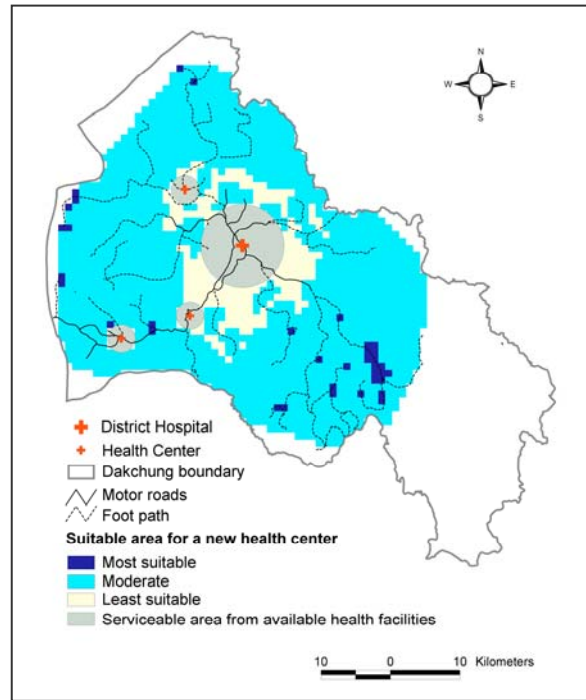 N
W E
S
District Hospital
Health Center
Dakchung boundary
Motor roads
Foot path
Suitable area for a new health center
Most suitable
Moderate
Least suitable
Serviceable area from available health facilities
10 0 10 Kilometers